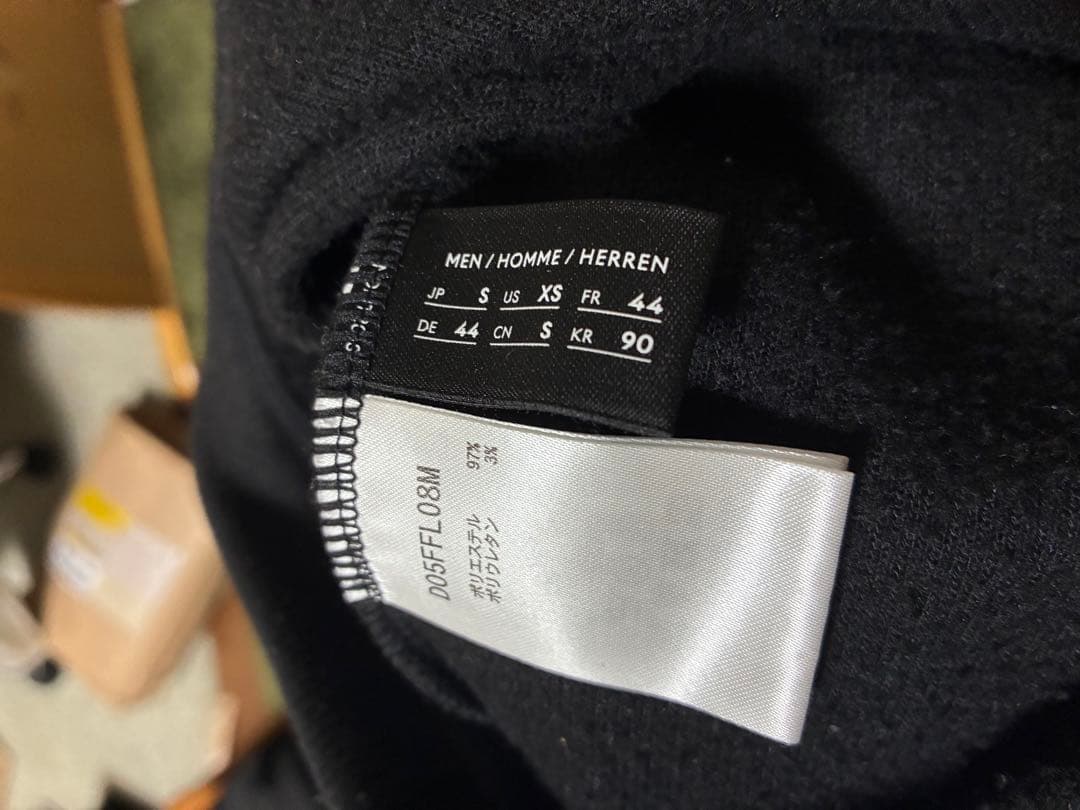 MEN / HOMME / HERREN
JP S US XS FR 44
DE 44 CN S KR 90
D05FFL08M
ポリエステル 97%
ポリウレタン 3%